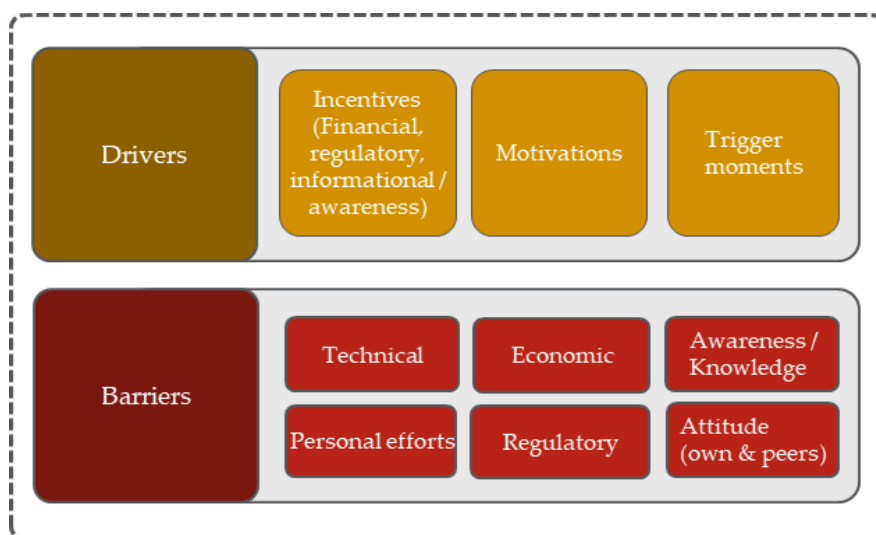 Drivers
Incentives
(Financial,
regulatory,
informational /
awareness)
Motivations
Trigger
moments
Barriers
Technical
Economic
Awareness /
Knowledge
Personal efforts
Regulatory
Attitude
(own & peers)